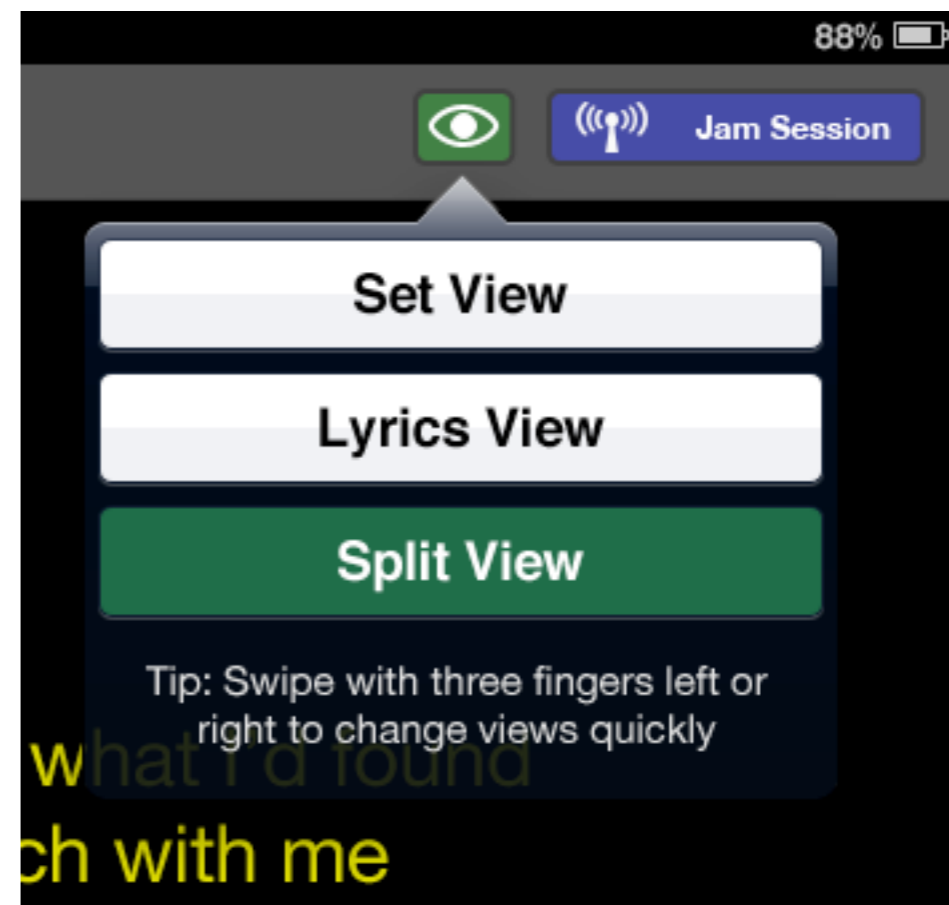 88%
Jam Session
Set View
Lyrics View
Split View
Tip: Swipe with three fingers left or
right to change views quickly
what I'd found
ch with me